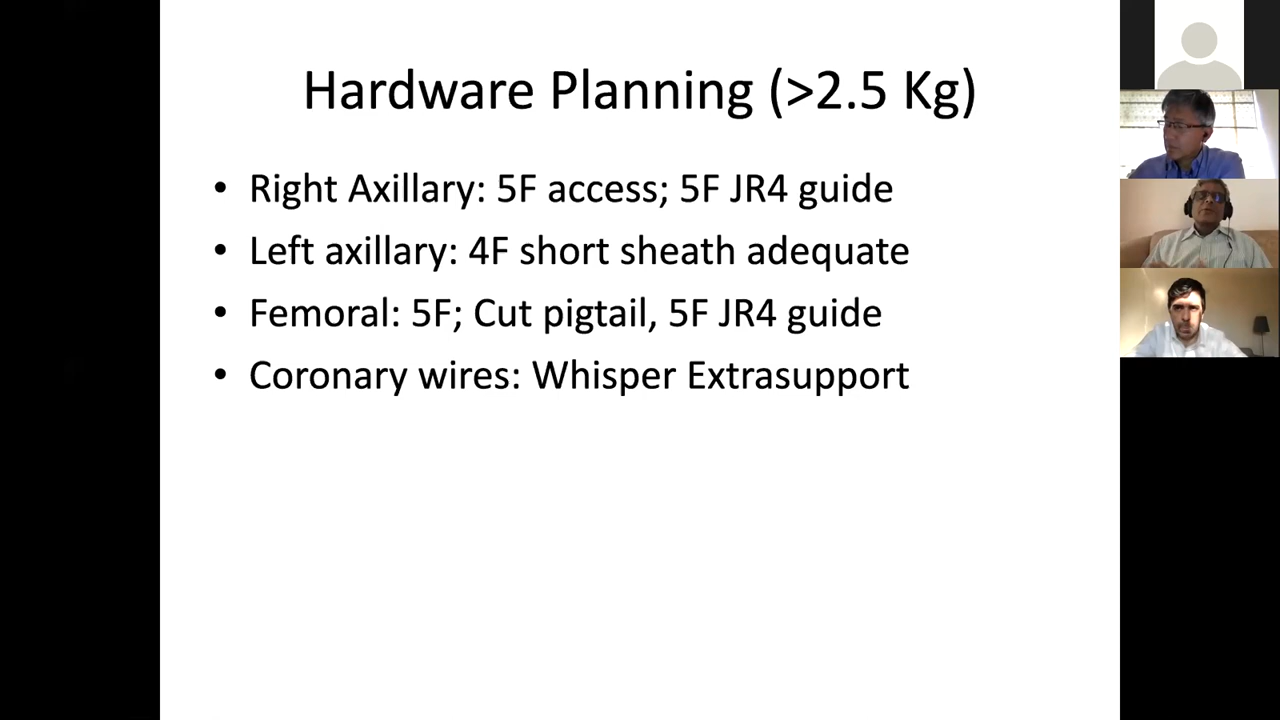 Hardware Planning (>2.5 Kg)
• Right Axillary: 5F access; 5F JR4 guide
• Left axillary: 4F short sheath adequate
• Femoral: 5F; Cut pigtail, 5F JR4 guide
• Coronary wires: Whisper Extrasupport